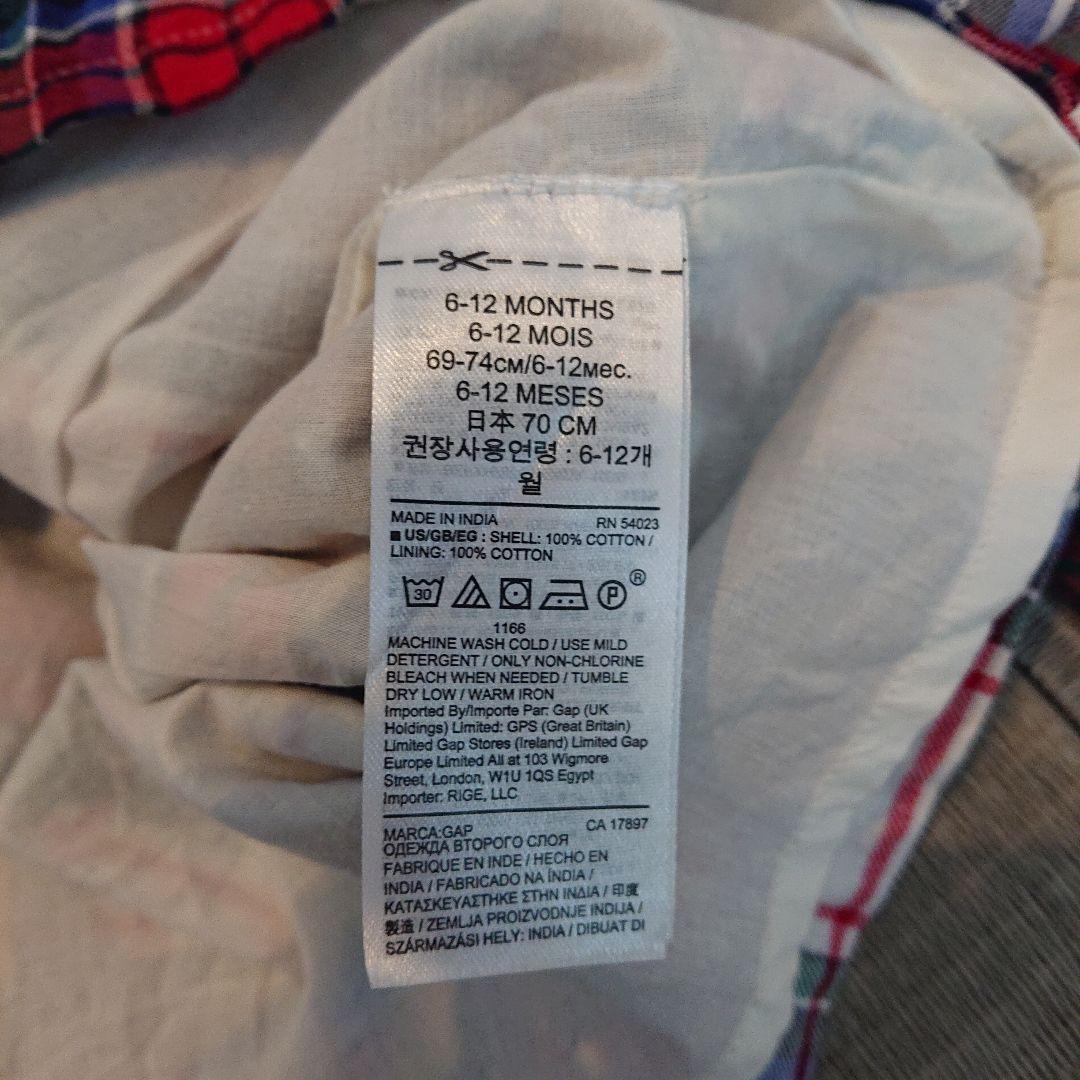 6-12 MONTHS
6-12 MOIS
69-74см/6-12мес.
6-12 MESES
日本 70 CM
권장사용연령 : 6-12개
월
MADE IN INDIA RN 54023
■ US/GB/EG : SHELL: 100% COTTON /
LINING: 100% COTTON
30 P ®
1166
MACHINE WASH COLD / USE MILD
DETERGENT / ONLY NON-CHLORINE
BLEACH WHEN NEEDED / TUMBLE
DRY LOW / WARM IRON
Imported By/Importe Par: Gap (UK
Holdings) Limited: GPS (Great Britain)
Limited Gap Stores (Ireland) Limited Gap
Europe Limited All at 103 Wigmore
Street, London, W1U 1QS Egypt
Importer: RIGE, LLC
MARCA:GAP CA 17897
ОДЕЖДА ВТОРОГО СЛОЯ
FABRIQUE EN INDE / HECHO EN
INDIA / FABRICADO NA ÍNDIA /
ΚΑΤΑΣΚΕΥΑΣΤΗΚΕ ΣΤΗΝ ΙΝΔΙΑ / 印度
製造 / ZEMLJA PROIZVODNJE INDIJA /
SZÁRMAZÁSI HELY: INDIA / DIBUAT DI